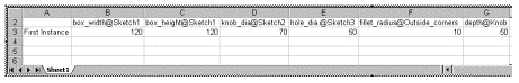 A B C D E F G
2 box_width@Sketch1 box_height@Sketch1 knob_dia@Sketch2 hole_dia@Sketch3 fillet_radius@Outside_corners depth@Knob
3 First Instance 120 120 70 50 10 50
4
5
6
Sheet1